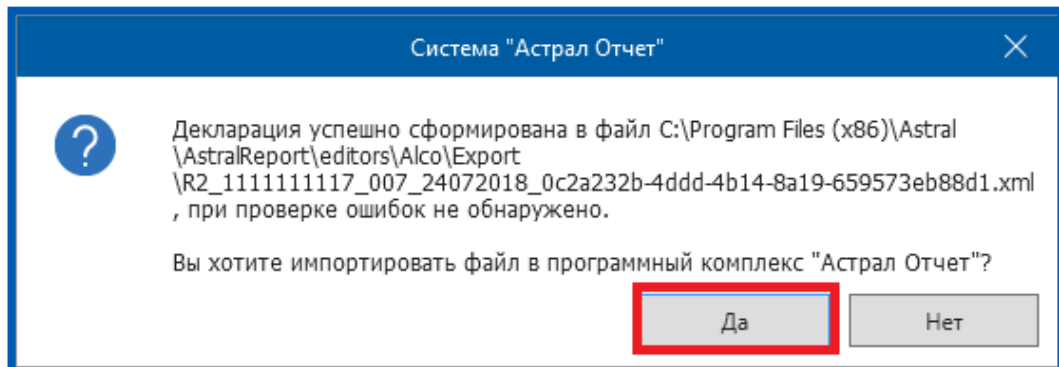 Система "Астрал Отчет"
Декларация успешно сформирована в файл C:\Program Files (x86)\Astral
\AstralReport\editors\Alco\Export
\R2_1111111117_007_24072018_0c2a232b-4ddd-4b14-8a19-659573eb88d1.xml
, при проверке ошибок не обнаружено.
Вы хотите импортировать файл в программный комплекс "Астрал Отчет"?
Да
Нет